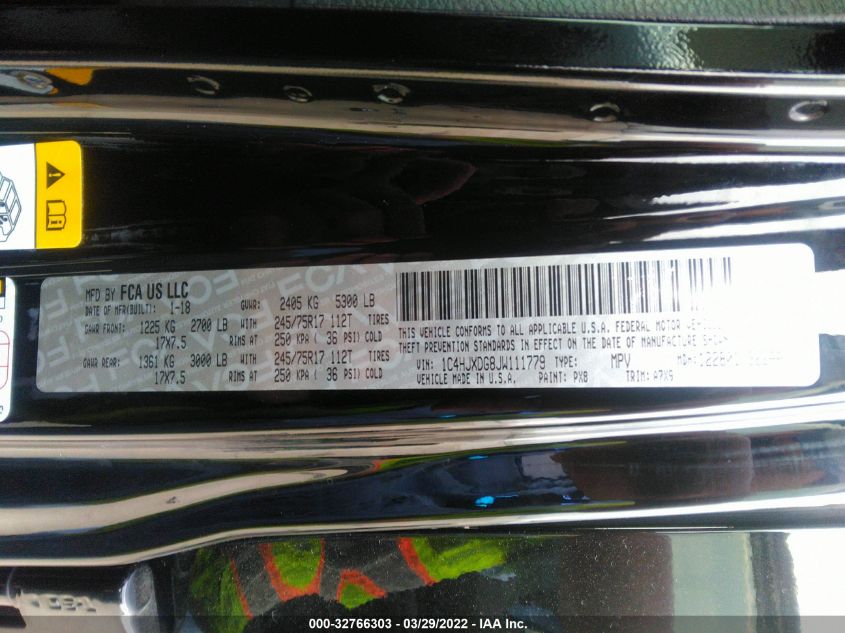 MFD BY FCA US LLC
DATE OF MFR(BUILT): 1-18 GVWR: 2405 KG 5300 LB
GAWR FRONT: 1225 KG 2700 LB WITH 245/75R17 112T TIRES
17X7.5 RIMS AT 250 KPA ( 36 PSI) COLD
GAWR REAR: 1361 KG 3000 LB WITH 245/75R17 112T TIRES
17X7.5 RIMS AT 250 KPA ( 36 PSI) COLD
THIS VEHICLE CONFORMS TO ALL APPLICABLE U.S.A. FEDERAL MOTOR
THEFT PREVENTION STANDARDS IN EFFECT ON THE DATE OF MANUFACTURE SHOWN
VIN: 1C4HJXDG8JW111779 TYPE: MPV MDH:
VEHICLE MADE IN U.S.A. PAINT: PX8 TRIM: A7X9
000-32766303 / 03/29/2022 - IAA Inc.